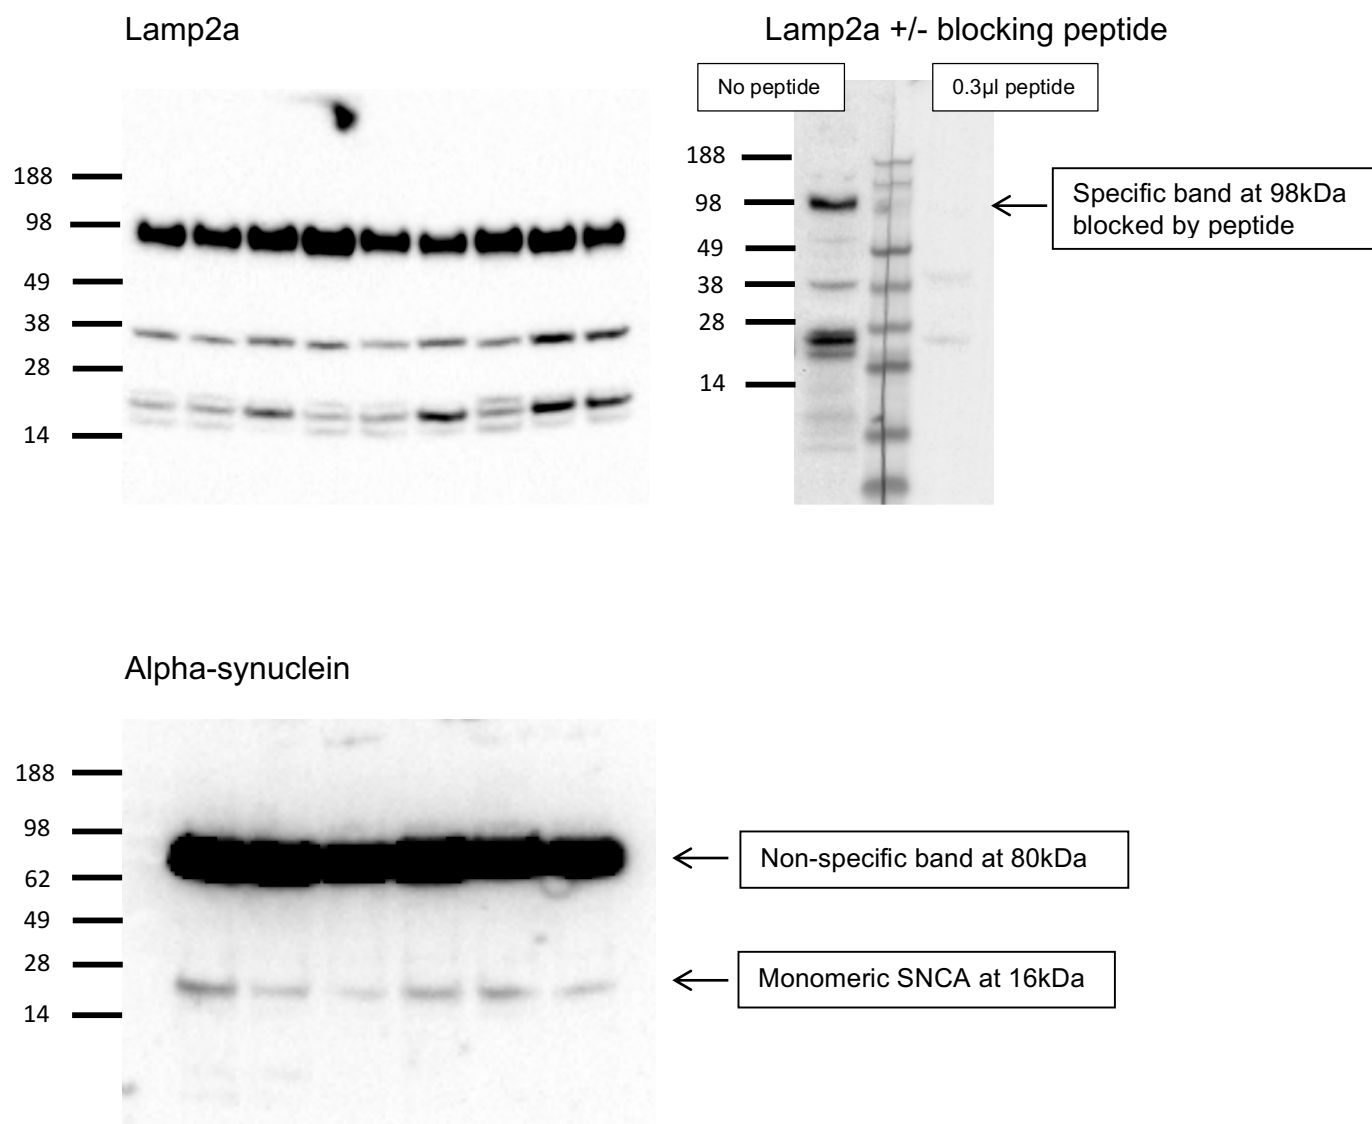 Lamp2a
188
98
49
38
28
14
Lamp2a +/- blocking peptide
No peptide
0.3µl peptide
188
98
49
38
28
14
Specific band at 98kDa
blocked by peptide
Alpha-synuclein
188
98
62
49
28
14
Non-specific band at 80kDa
Monomeric SNCA at 16kDa